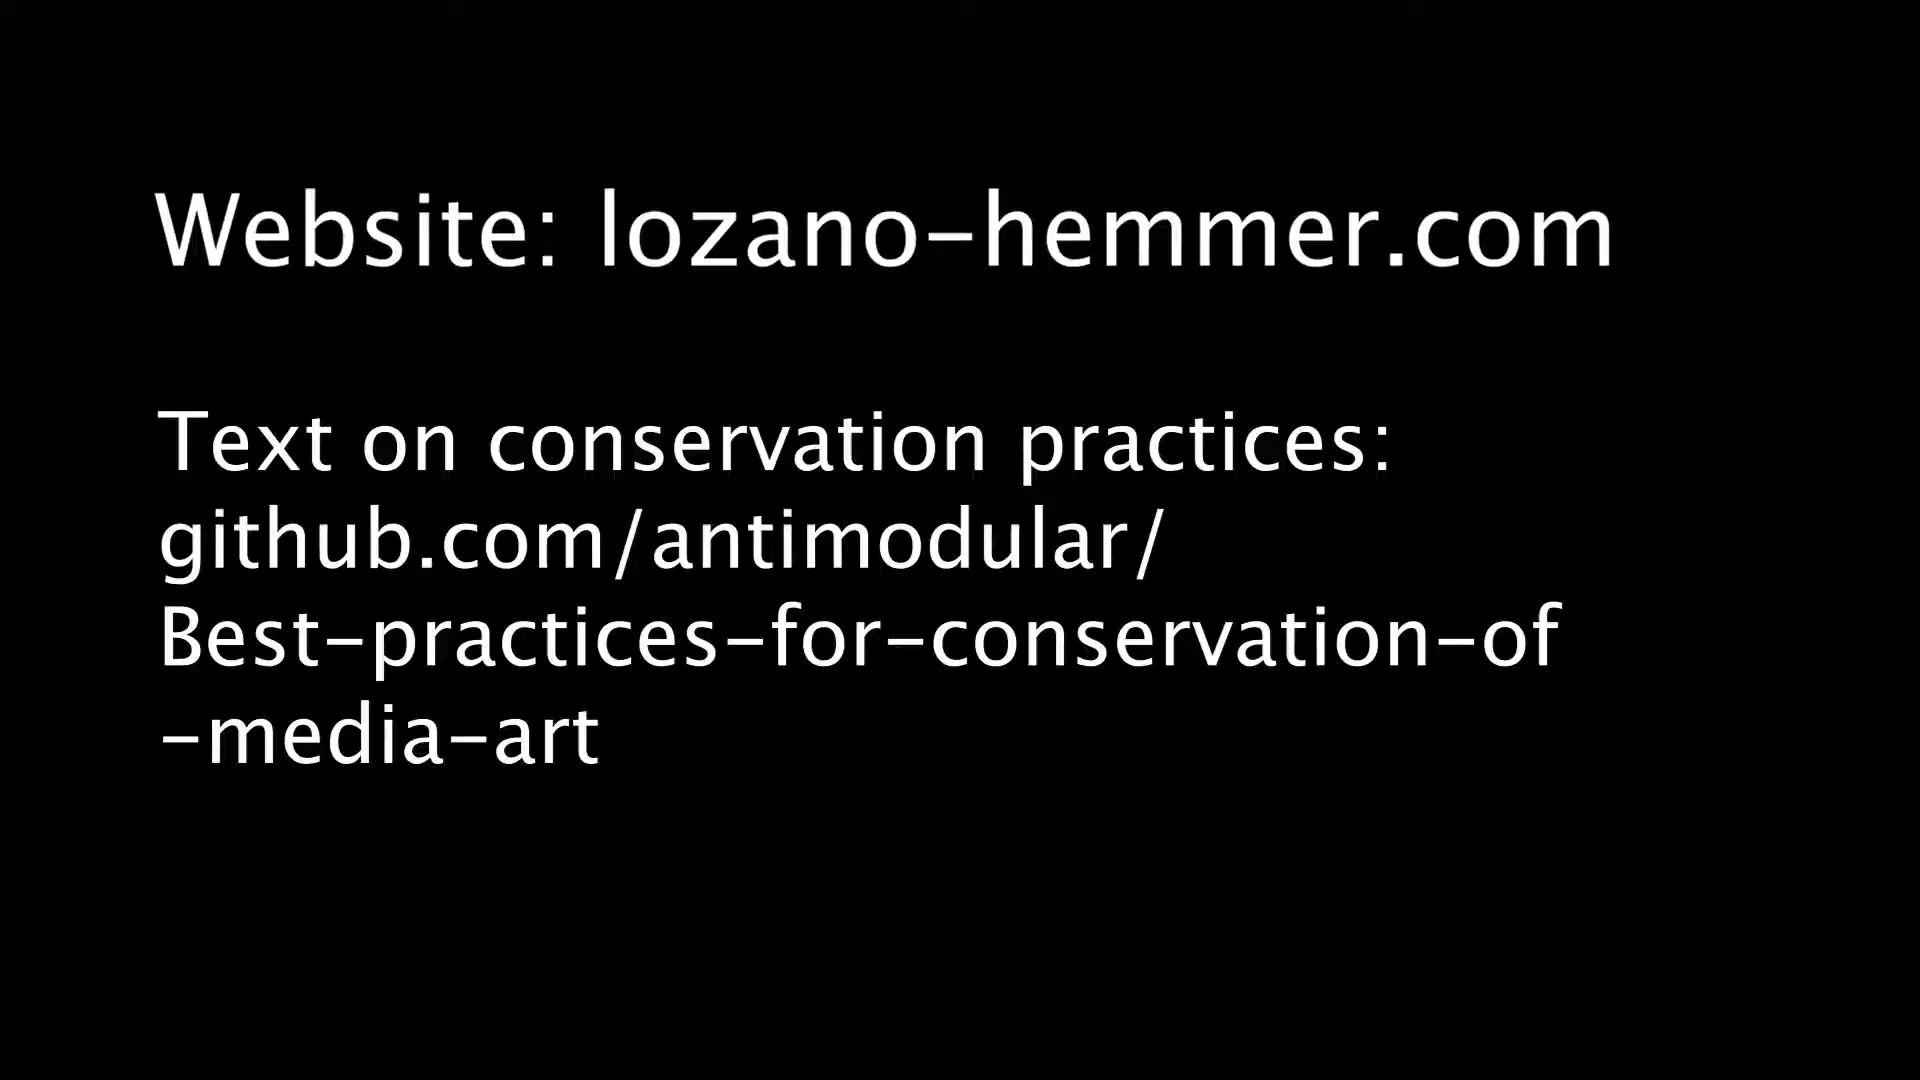 Website: lozano-hemmer.com
Text on conservation practices:
github.com/antimodular/
Best-practices-for-conservation-of
-media-art